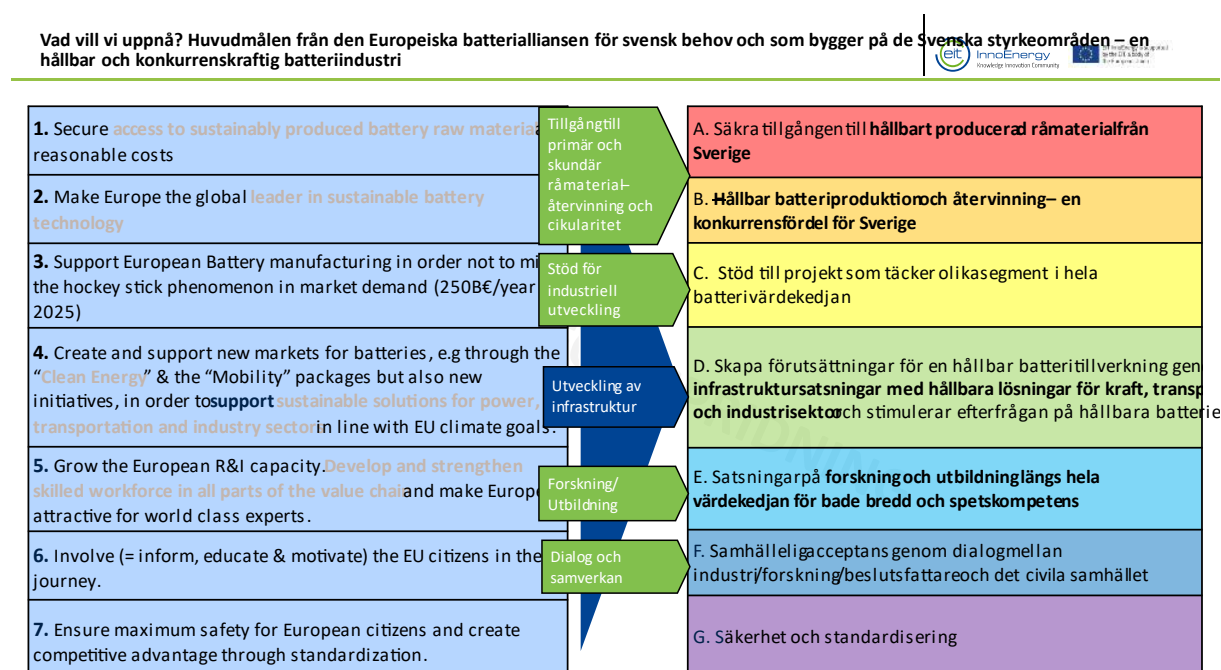 Vad vill vi uppnå? Huvudmålen från den Europeiska batterialliansen för svensk behov och som bygger på de Svenska styrkeområden – en
hållbar och konkurrenskraftig batteriindustri
eit InnoEnergy
Knowledge Innovation Community
1. Secure access to sustainably produced battery raw material
reasonable costs
2. Make Europe the global leader in sustainable battery
technology
3. Support European Battery manufacturing in order not to mi
the hockey stick phenomenon in market demand (250B€/year
2025)
4. Create and support new markets for batteries, e.g through the
“Clean Energy” & the “Mobility” packages but also new
initiatives, in order to support sustainable solutions for power,
transportation and industry sector in line with EU climate goals.
5. Grow the European R&I capacity. Develop and strengthen
skilled workforce in all parts of the value chain and make Europe
attractive for world class experts.
6. Involve (= inform, educate & motivate) the EU citizens in the
journey.
7. Ensure maximum safety for European citizens and create
competitive advantage through standardization.
Tillgång till
primär och
skundär
råmaterial–
återvinning och
cikularitet
Stöd för
industriell
utveckling
Utveckling av
infrastruktur
Forskning/
Utbildning
Dialog och
samverkan
A. Säkra tillgången till hållbart producerad råmaterial från
Sverige
B. Hållbar batteriproduktion och återvinning– en
konkurrensfördel för Sverige
C. Stöd till projekt som täcker olika segment i hela
batterivärdekedjan
D. Skapa förutsättningar för en hållbar batteritillverkning gen
infrastruktursatsningar med hållbara lösningar för kraft, transp
och industrisektor och stimulerar efterfrågan på hållbara batterie
E. Satsningar på forskning och utbildning längs hela
värdekedjan för bade bredd och spetskompetens
F. Samhällelig acceptans genom dialog mellan
industri/forskning/beslutsfattare och det civila samhället
G. Säkerhet och standardisering